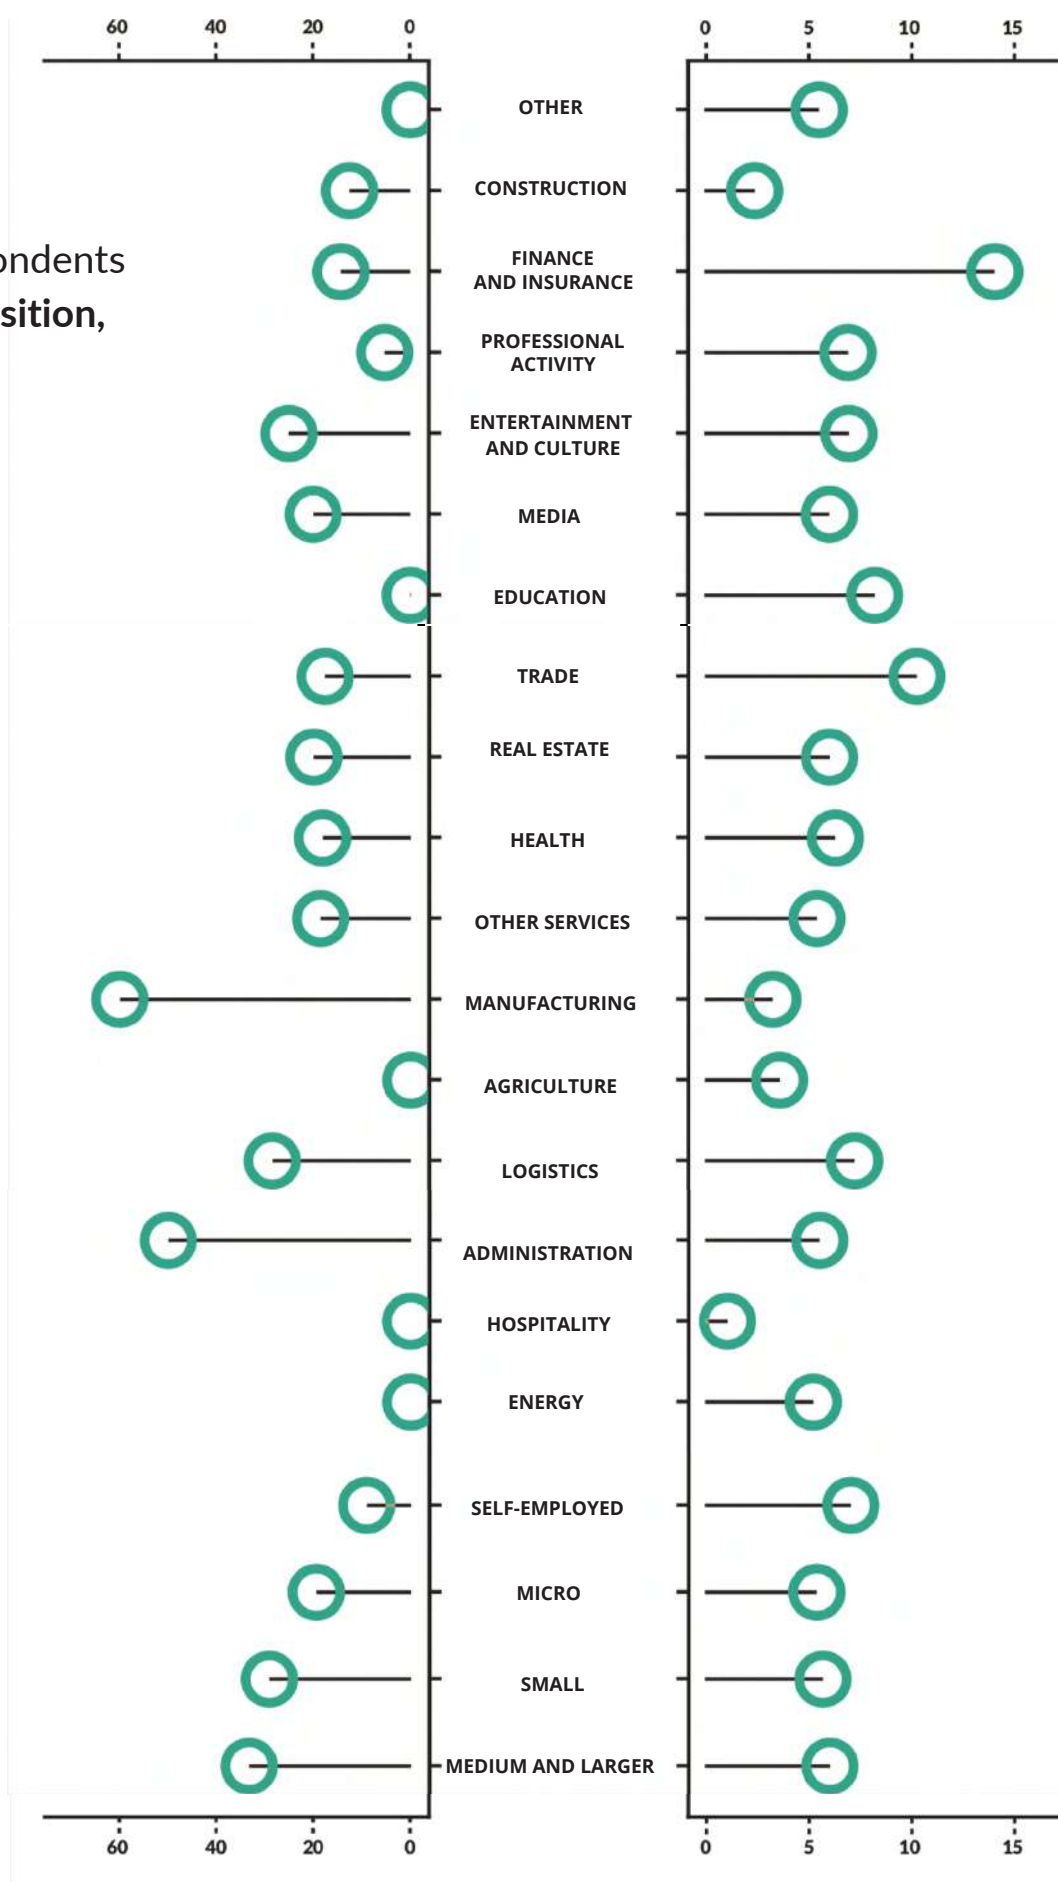 60 40 20 0
0 5 10 15
OTHER
CONSTRUCTION
ondents
sition,
FINANCE
AND INSURANCE
PROFESSIONAL
ACTIVITY
ENTERTAINMENT
AND CULTURE
MEDIA
EDUCATION
TRADE
REAL ESTATE
HEALTH
OTHER SERVICES
MANUFACTURING
AGRICULTURE
LOGISTICS
ADMINISTRATION
HOSPITALITY
ENERGY
SELF-EMPLOYED
MICRO
SMALL
MEDIUM AND LARGER
60 40 20 0
0 5 10 15